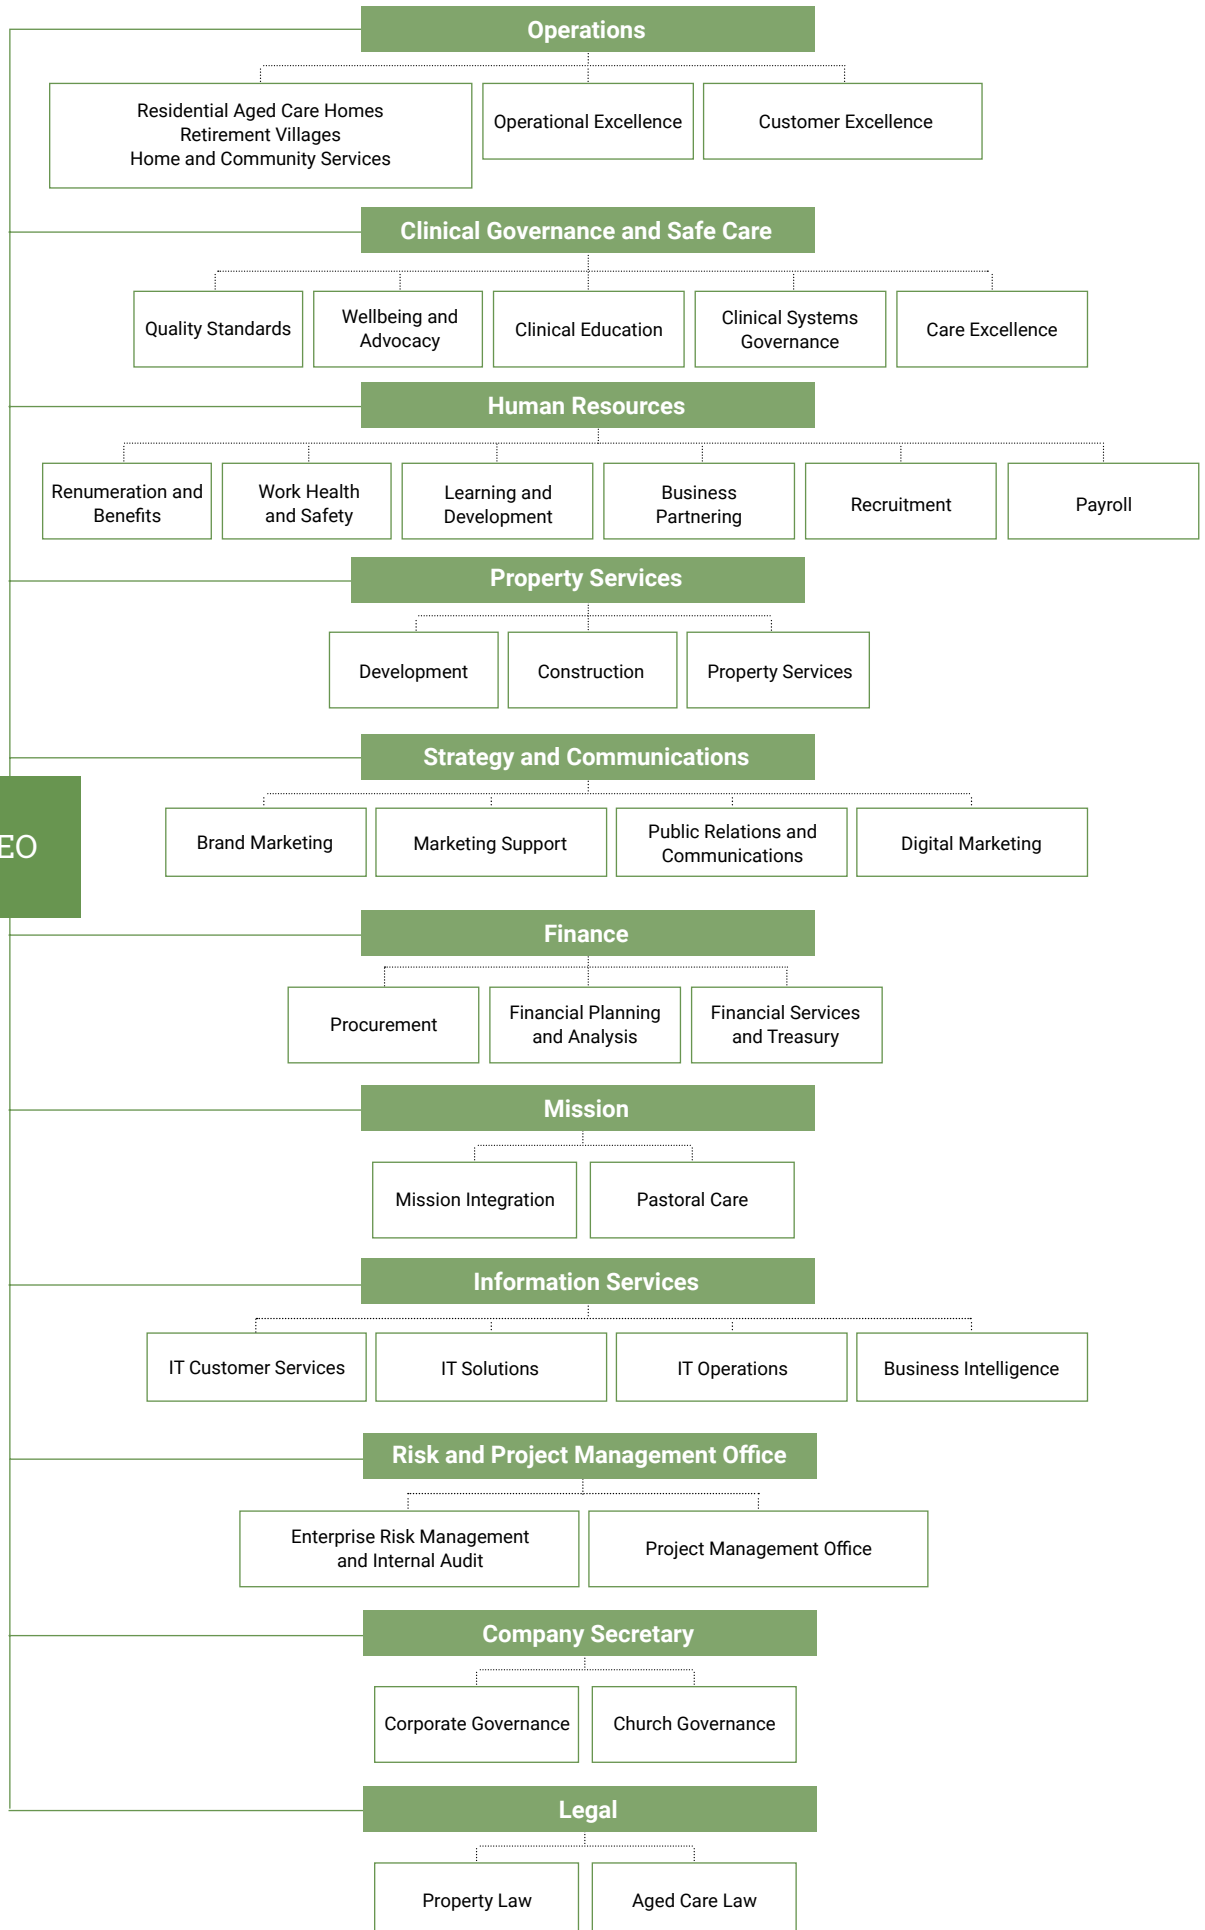 Operations
Residential Aged Care Homes
Retirement Villages
Home and Community Services
Operational Excellence
Customer Excellence
Clinical Governance and Safe Care
Quality Standards
Wellbeing and
Advocacy
Clinical Education
Clinical Systems
Governance
Care Excellence
Human Resources
Renumeration and
Benefits
Work Health
and Safety
Learning and
Development
Business
Partnering
Recruitment
Payroll
Property Services
Development
Construction
Property Services
Strategy and Communications
EO
Brand Marketing
Marketing Support
Public Relations and
Communications
Digital Marketing
Finance
Procurement
Financial Planning
and Analysis
Financial Services
and Treasury
Mission
Mission Integration
Pastoral Care
Information Services
IT Customer Services
IT Solutions
IT Operations
Business Intelligence
Risk and Project Management Office
Enterprise Risk Management
and Internal Audit
Project Management Office
Company Secretary
Corporate Governance
Church Governance
Legal
Property Law
Aged Care Law